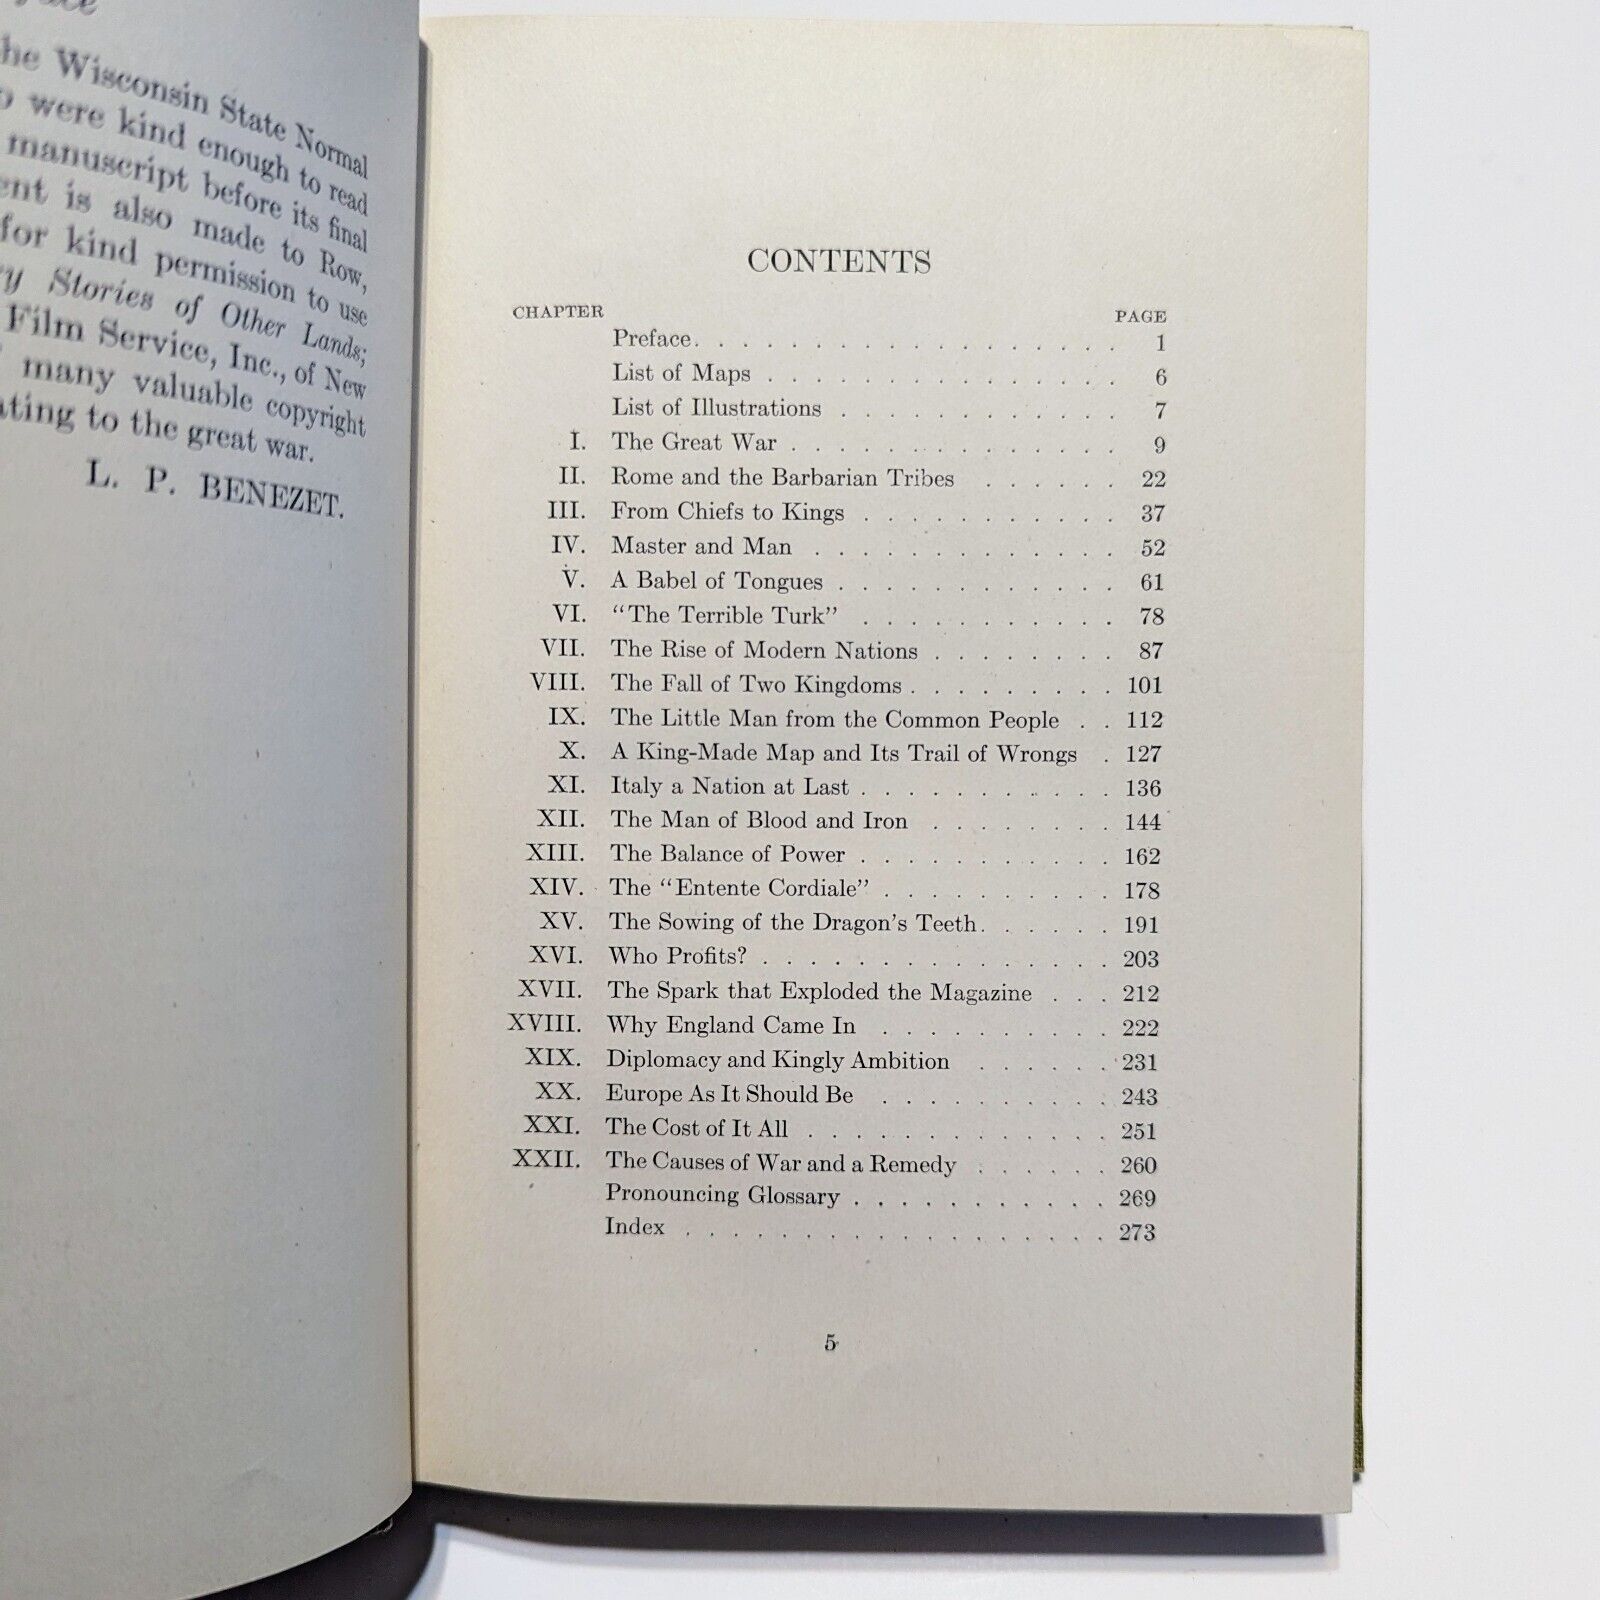 he Wisconsin State Normal
were kind enough to read
manuscript before its final
ent is also made to Row,
for kind permission to use
ry Stories of Other Lands;
Film Service, Inc., of New
many valuable copyright
ating to the great war.
L. P. BENEZET.
CONTENTS
CHAPTER PAGE
Preface. . . . . . . . . . . . . . . . . . 1
List of Maps . . . . . . . . . . . . . . . 6
List of Illustrations . . . . . . . . . . . . 7
I. The Great War . . . . . . . . . . . . . . 9
II. Rome and the Barbarian Tribes . . . . . . 22
III. From Chiefs to Kings . . . . . . . . . . . 37
IV. Master and Man . . . . . . . . . . . . . 52
V. A Babel of Tongues . . . . . . . . . . . . 61
VI. "The Terrible Turk" . . . . . . . . . . . 78
VII. The Rise of Modern Nations . . . . . . . . 87
VIII. The Fall of Two Kingdoms . . . . . . . . . 101
IX. The Little Man from the Common People . . 112
X. A King-Made Map and Its Trail of Wrongs . 127
XI. Italy a Nation at Last . . . . . . . . . . . 136
XII. The Man of Blood and Iron . . . . . . . . 144
XIII. The Balance of Power . . . . . . . . . . . 162
XIV. The "Entente Cordiale" . . . . . . . . . . 178
XV. The Sowing of the Dragon's Teeth. . . . . . 191
XVI. Who Profits? . . . . . . . . . . . . . . . 203
XVII. The Spark that Exploded the Magazine . . . 212
XVIII. Why England Came In . . . . . . . . . . 222
XIX. Diplomacy and Kingly Ambition . . . . . . 231
XX. Europe As It Should Be . . . . . . . . . . 243
XXI. The Cost of It All . . . . . . . . . . . . . 251
XXII. The Causes of War and a Remedy . . . . . . 260
Pronouncing Glossary . . . . . . . . . . . 269
Index . . . . . . . . . . . . . . . . . . 273
5